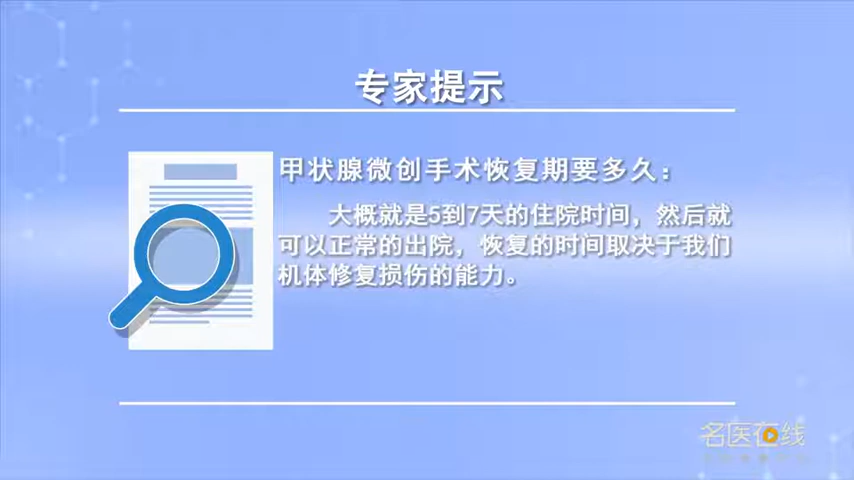 专家提示
甲状腺微创手术恢复期要多久：
大概就是5到7天的住院时间，然后就
可以正常的出院，恢复的时间取决于我们
机体修复损伤的能力。
名医在线